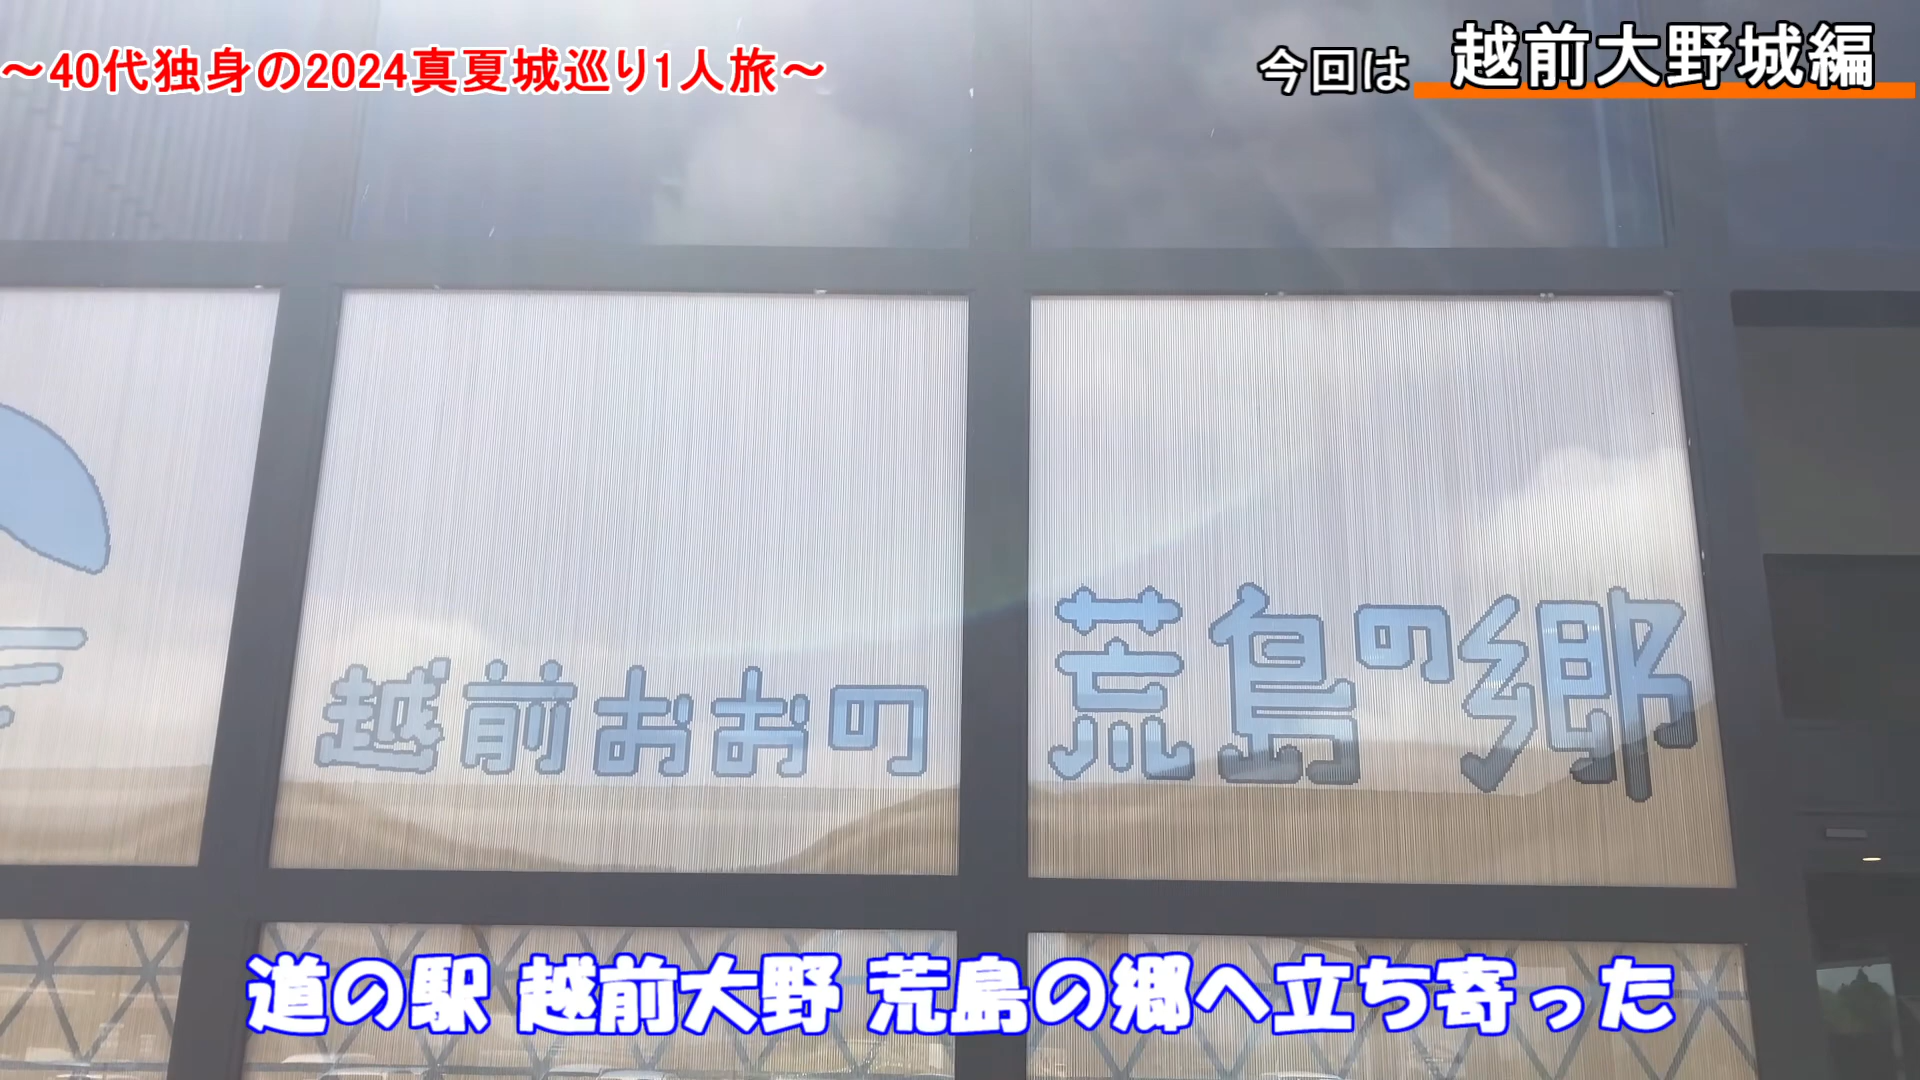 ～40代独身の2024真夏城巡り1人旅～
今回は 越前大野城編
越前おおの 荒島の郷
道の駅 越前大野 荒島の郷へ立ち寄った